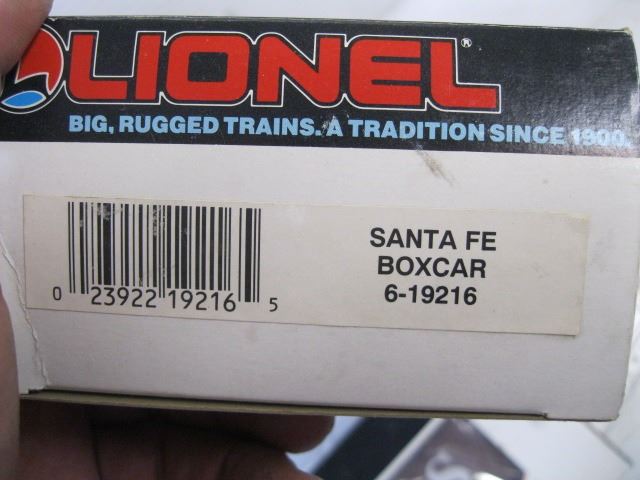 LIONEL®
BIG, RUGGED TRAINS. A TRADITION SINCE 1900.
SANTA FE
BOXCAR
6-19216
0 23922 19216 5